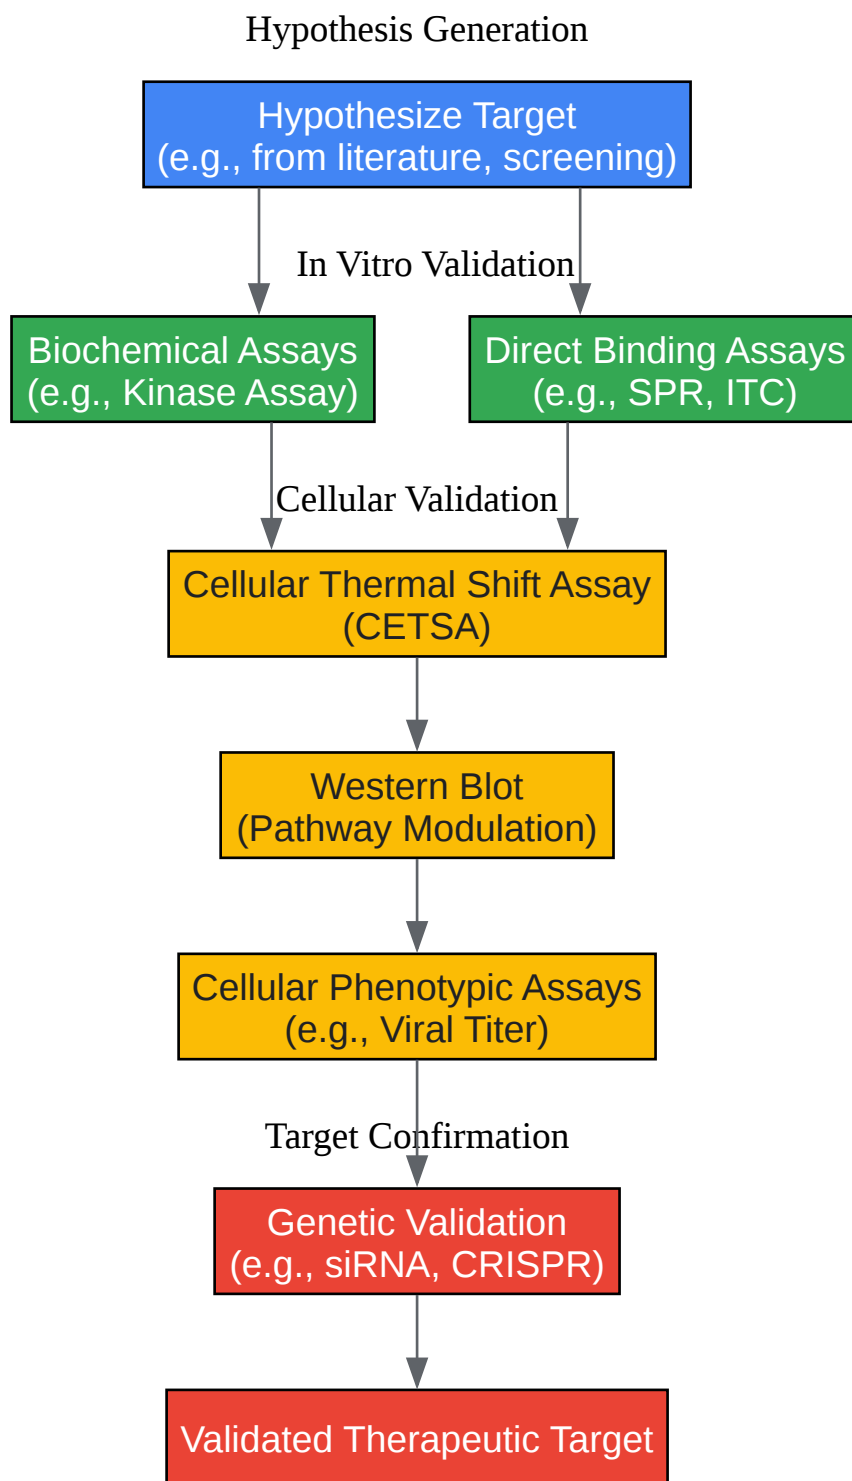 Hypothesis Generation
Hypothesize Target
(e.g., from literature, screening)
In Vitro Validation
Biochemical Assays
(e.g., Kinase Assay)
Direct Binding Assays
(e.g., SPR, ITC)
Cellular Validation
Cellular Thermal Shift Assay
(CETSA)
Western Blot
(Pathway Modulation)
Cellular Phenotypic Assays
(e.g., Viral Titer)
Target Confirmation
Genetic Validation
(e.g., siRNA, CRISPR)
Validated Therapeutic Target